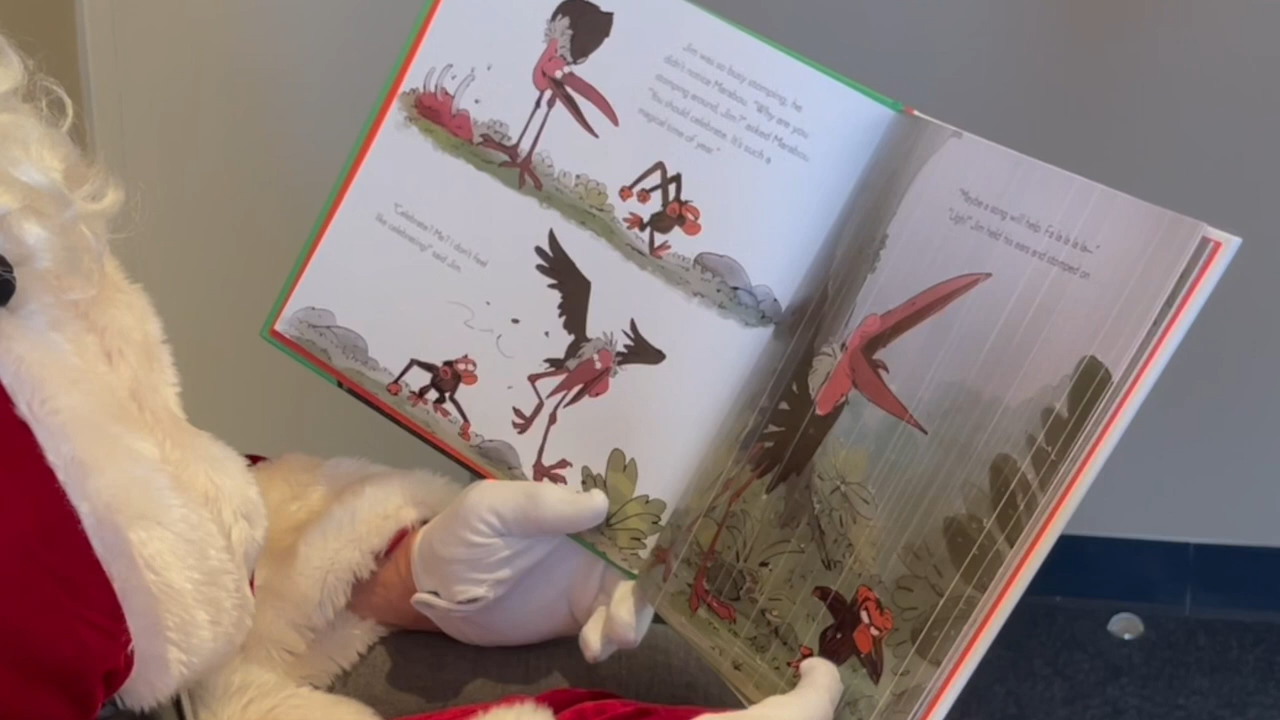 Jim was so busy stomping, he
didn't notice Marabou. "Why are you
stomping around, Jim?" asked Marabou.
"You should celebrate. It's such a
magical time of year."
"Celebrate? Me? I don't feel
like celebrating!" said Jim.
"Maybe a song will help. Fa la la la la—"
"Ugh!" Jim held his ears and stomped on.